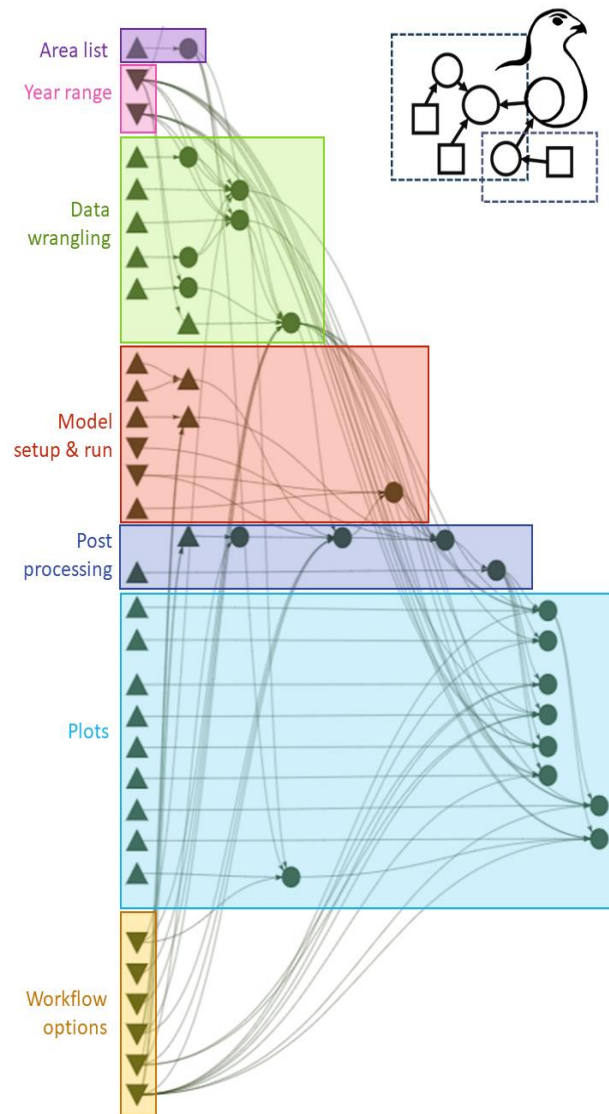 Area list
Year range
Data
wrangling
Model
setup & run
Post
processing
Plots
Workflow
options